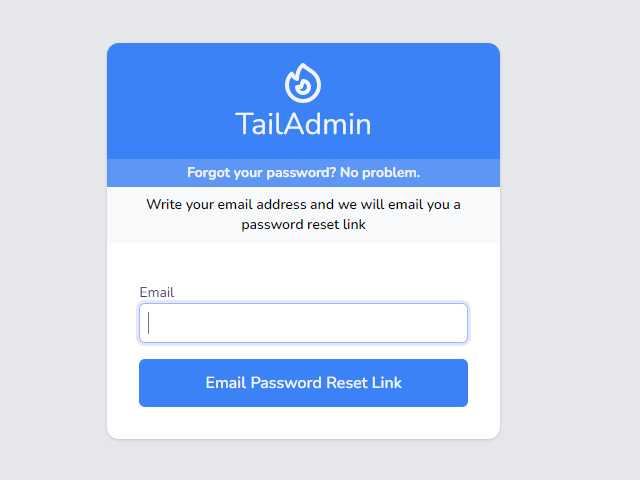 TailAdmin
Forgot your password? No problem.
Write your email address and we will email you a
password reset link
Email
Email Password Reset Link